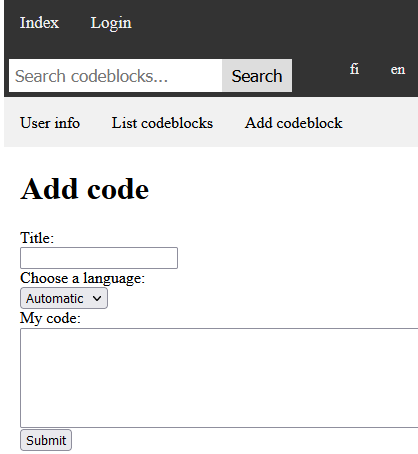 Index Login
Search codeblocks... Search fi en
User info List codeblocks Add codeblock
Add code
Title:
Choose a language:
Automatic
My code:
Submit